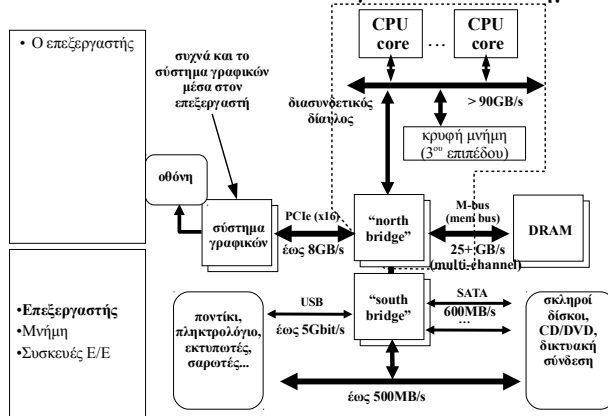 • Ο επεξεργαστής
συχνά και το
σύστημα γραφικών
μέσα στον
επεξεργαστή
CPU
core
...
CPU
core
διασυνδετικός
δίαυλος
> 90GB/s
κρυφή μνήμη
(3ου επιπέδου)
οθόνη
σύστημα
γραφικών
PCIe (x16)
έως 8GB/s
“north
bridge”
M-bus
(mem bus)
25+ GB/s
(multi-channel)
DRAM
•Επεξεργαστής
•Μνήμη
•Συσκευές Ε/Ε
ποντίκι,
πληκτρολόγιο,
εκτυπωτές,
σαρωτές...
USB
έως 5Gbit/s
“south
bridge”
SATA
600MB/s
...
σκληροί
δίσκοι,
CD/DVD,
δικτυακή
σύνδεση
έως 500MB/s